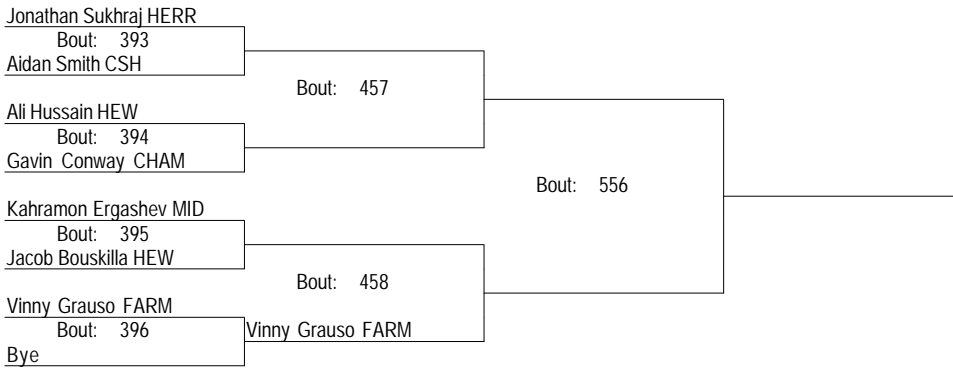 Jonathan Sukhraj HERR
Bout: 393
Aidan Smith CSH
Bout: 457
Ali Hussain HEW
Bout: 394
Gavin Conway CHAM
Bout: 556
Kahramon Ergashev MID
Bout: 395
Jacob Bouskilla HEW
Bout: 458
Vinny Grauso FARM
Bout: 396
Vinny Grauso FARM
Bye